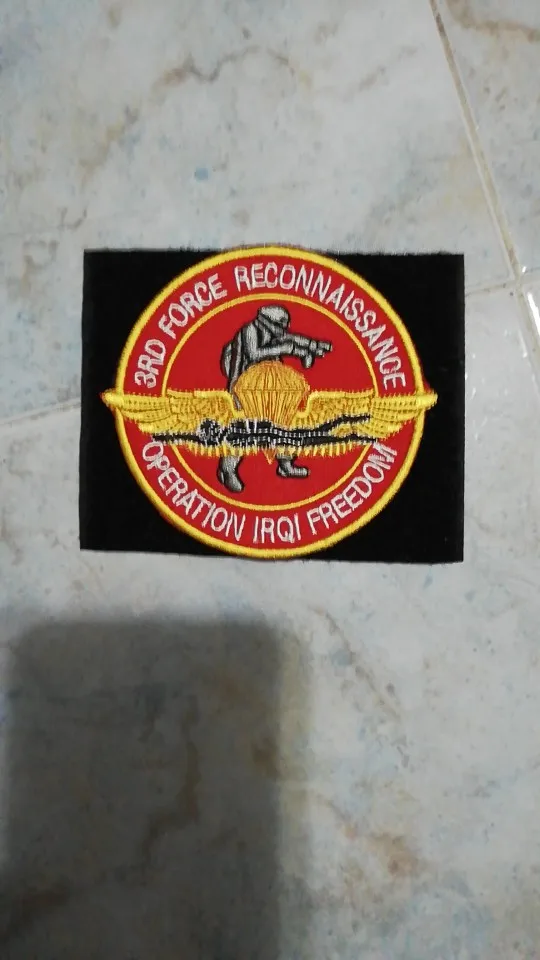 3RD FORCE RECONNAISSANCE
OPERATION IRQI FREEDOM